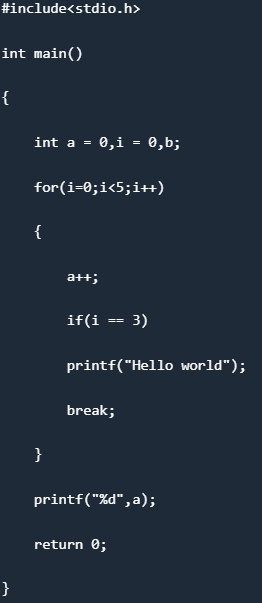 #include<stdio.h>
int main()
{
    int a = 0,i = 0,b;
    for(i=0;i<5;i++)
    {
        a++;
        if(i == 3)
        printf("Hello world");
        break;
    }
    printf("%d",a);
    return 0;
}